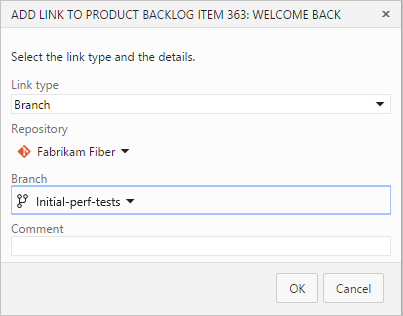 ADD LINK TO PRODUCT BACKLOG ITEM 363: WELCOME BACK
Select the link type and the details.
Link type
Branch
Repository
Fabrikam Fiber
Branch
Initial-perf-tests
Comment
OK Cancel